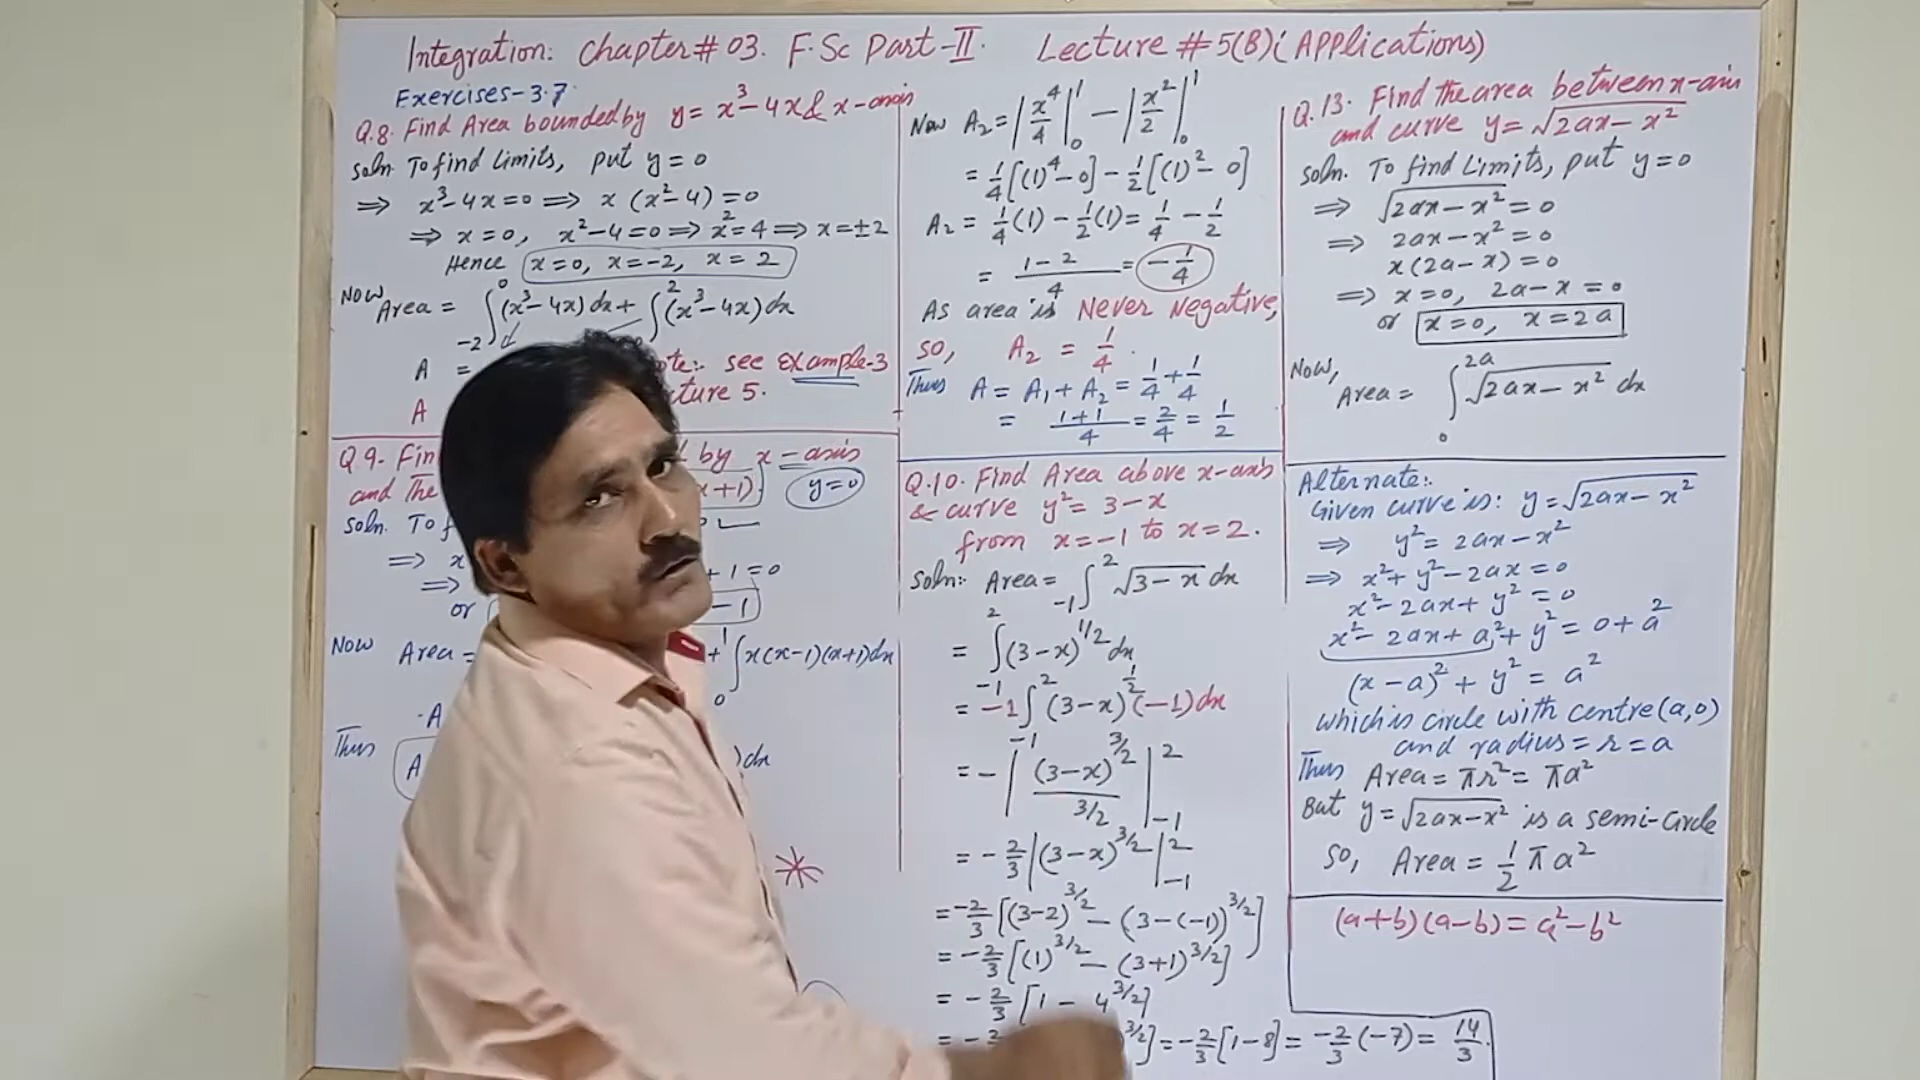 Integration: Chapter # 03. F.Sc Part-II. Lecture # 5(B)(Applications)
Exercises-3.7
Q.8. Find Area bounded by y = x³-4x & x-axis
Soln. To find Limits, put y=0
⇒ x³-4x=0 ⇒ x(x²-4)=0
⇒ x=0, x²-4=0 ⇒ x²=4 ⇒ x=±2
Hence x=0, x=-2, x=2
Now Area = ∫₋₂⁰(x³-4x)dx + ∫²(x³-4x)dx
A = see Example-3
A 5.
Q9. by x-axis
and The x+1) y=0
Soln. To
⇒ x +1=0
⇒
or -1
Now Area = + ∫₀¹x(x-1)(x+1)dx
A
Thus A )dx
Now A₂ = |x⁴/4|₀¹ - |x²/2|₀¹
= 1/4[(1)⁴-0] - 1/2[(1)²-0]
A₂ = 1/4(1) - 1/2(1) = 1/4 - 1/2
= (1-2)/4 = -1/4
As area is Never Negative,
So, A₂ = 1/4.
Thus A = A₁ + A₂ = 1/4 + 1/4
= (1+1)/4 = 2/4 = 1/2
Q.10. Find Area above x-axis
& curve y² = 3-x
from x=-1 to x=2.
Soln: Area = ∫₋₁²√(3-x) dx
= ∫₋₁²(3-x)^(1/2) dx
= -1∫₋₁²(3-x)^(1/2)(-1)dx
= -|(3-x)^(3/2)/(3/2)|₋₁²
= -2/3|(3-x)^(3/2)|₋₁²
= -2/3[(3-2)^(3/2) - (3-(-1))^(3/2)]
= -2/3[(1)^(3/2) - (3+1)^(3/2)]
= -2/3[1 - 4^(3/2)]
= - ^(3/2)] = -2/3[1-8] = -2/3(-7) = 14/3.
Q.13. Find the area between x-axis
and curve y = √(2ax-x²)
Soln. To find Limits, put y=0
⇒ √(2ax-x²) = 0
⇒ 2ax-x² = 0
x(2a-x) = 0
⇒ x=0, 2a-x=0
or x=0, x=2a
Now, Area = ∫₀²ᵃ√(2ax-x²) dx
Alternate:
Given curve is: y = √(2ax-x²)
⇒ y² = 2ax-x²
⇒ x²+y²-2ax=0
x²-2ax+y²=0
x²-2ax+a²+y²=0+a²
(x-a)²+y²=a²
which is circle with centre (a,0)
and radius = r = a
Thus Area = πr² = πa²
But y = √(2ax-x²) is a semi-circle
So, Area = 1/2 πa²
(a+b)(a-b) = a²-b²